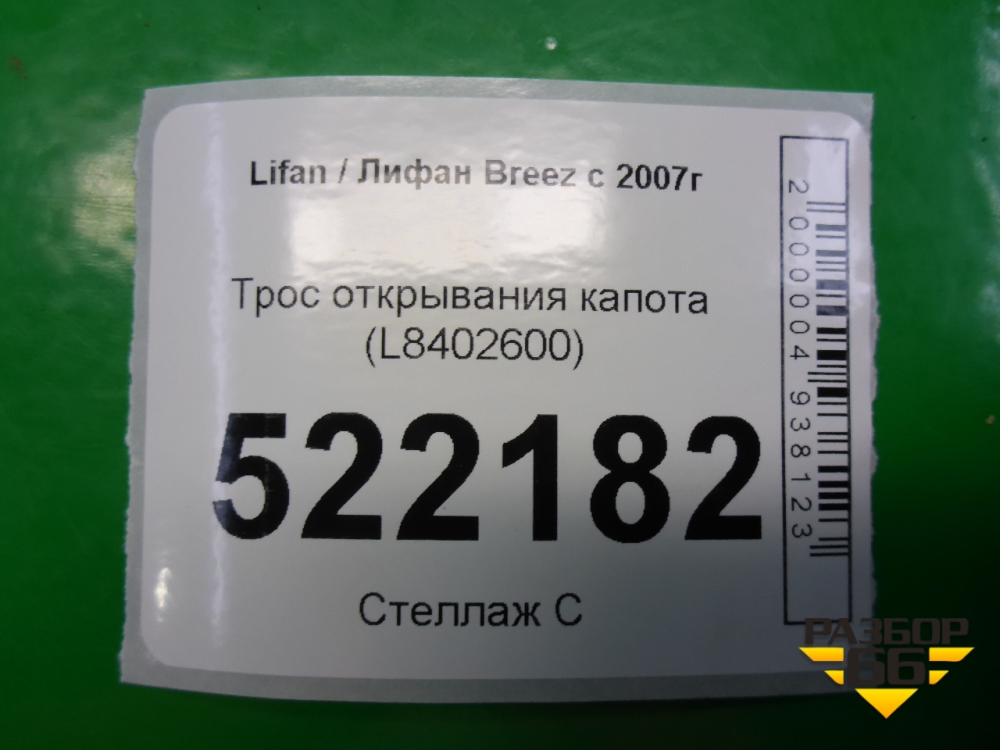 Lifan / Лифан Breez с 2007г
Трос открывания капота
(L8402600)
522182
Стеллаж С
2000004938123
РАЗБОР
66